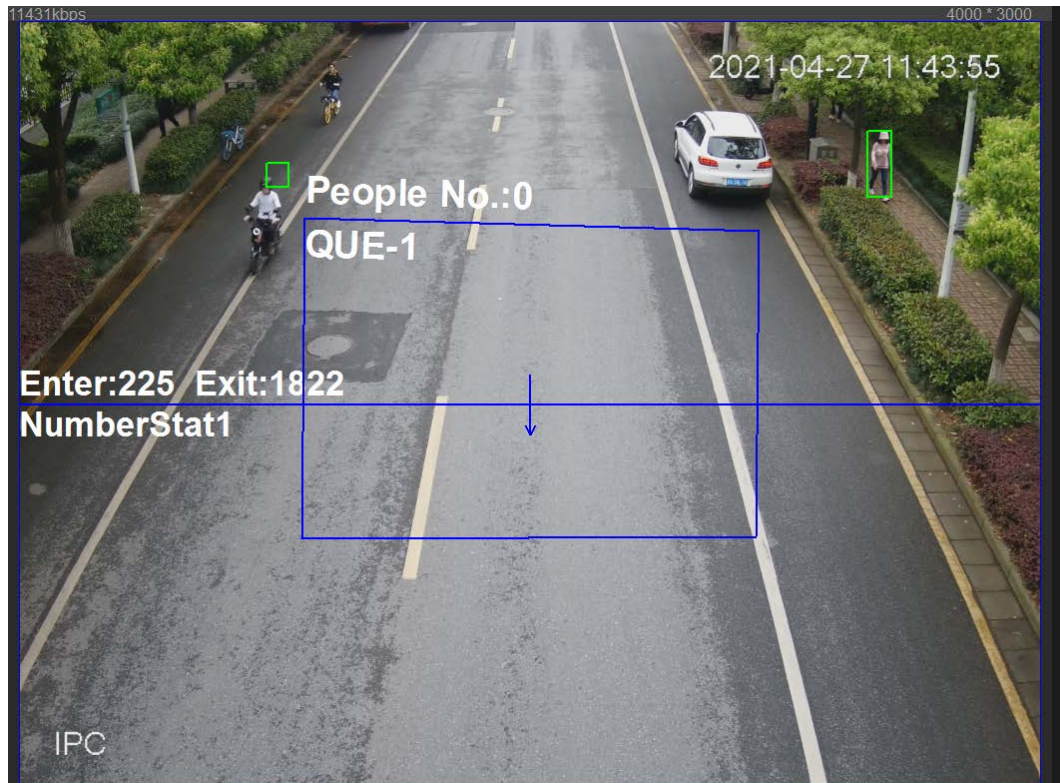 11431kbps
4000 * 3000
2021-04-27 11:43:55
People No.:0
QUE-1
Enter:225 Exit:1822
NumberStat1
IPC